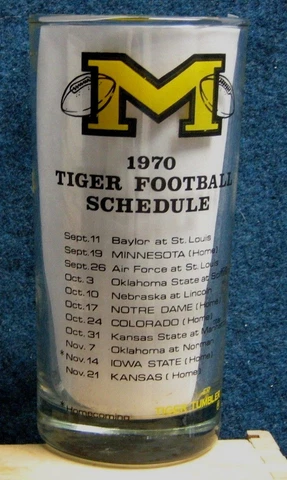 M
1970
TIGER FOOTBALL
SCHEDULE
Sept. 11 Baylor at St. Louis
Sept. 19 MINNESOTA (Home)
Sept. 26 Air Force at St. Lou
Oct. 3 Oklahoma State at S
Oct. 10 Nebraska at Lincoln
Oct. 17 NOTRE DAME (Home)
Oct. 24 COLORADO (Home)
Oct. 31 Kansas State at Ma
Nov. 7 Oklahoma at Norman
*Nov. 14 IOWA STATE (Home)
Nov. 21 KANSAS (Home)
*Homecoming
TUMBLER